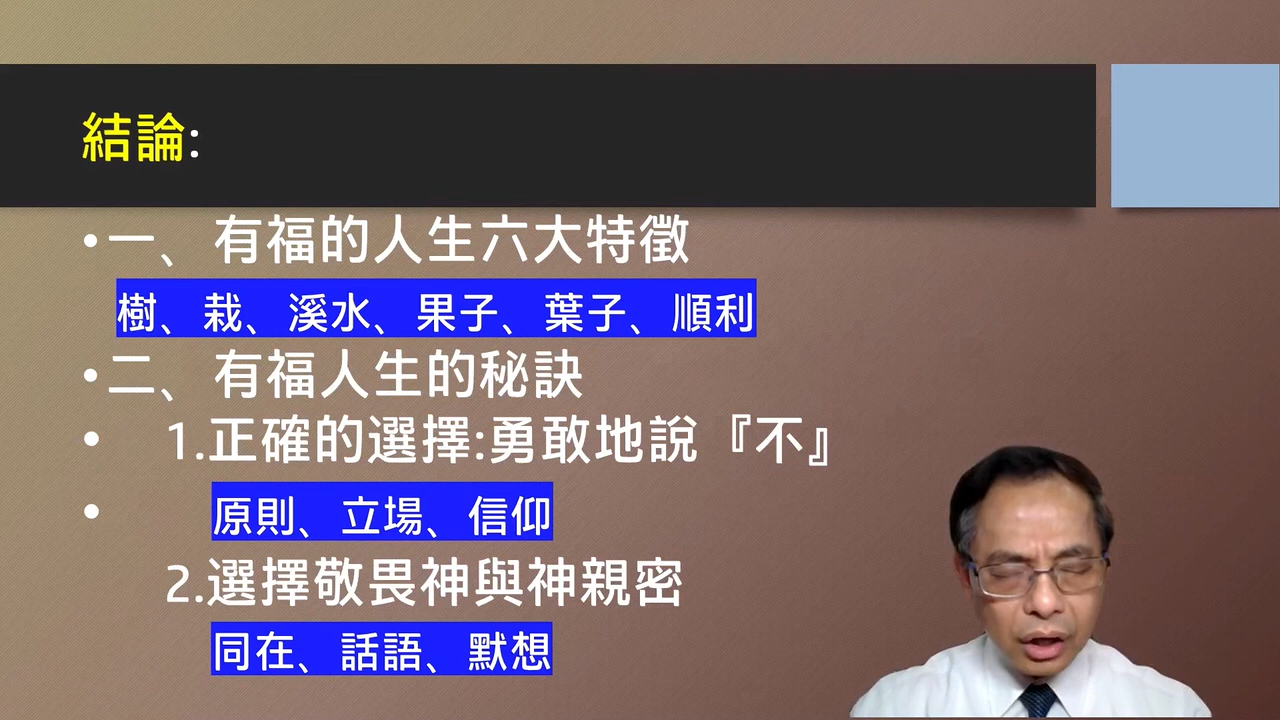 結論:
•一、有福的人生六大特徵
樹、栽、溪水、果子、葉子、順利
•二、有福人生的秘訣
• 1.正確的選擇:勇敢地說『不』
• 原則、立場、信仰
2.選擇敬畏神與神親密
同在、話語、默想